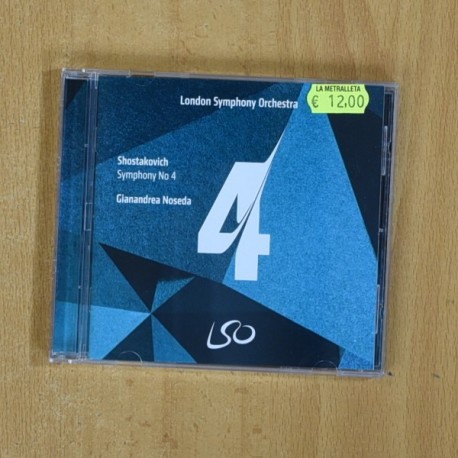 LA METRALLETA
€ 12,00
London Symphony Orchestra
Shostakovich
Symphony No 4
Gianandrea Noseda
4
LSO